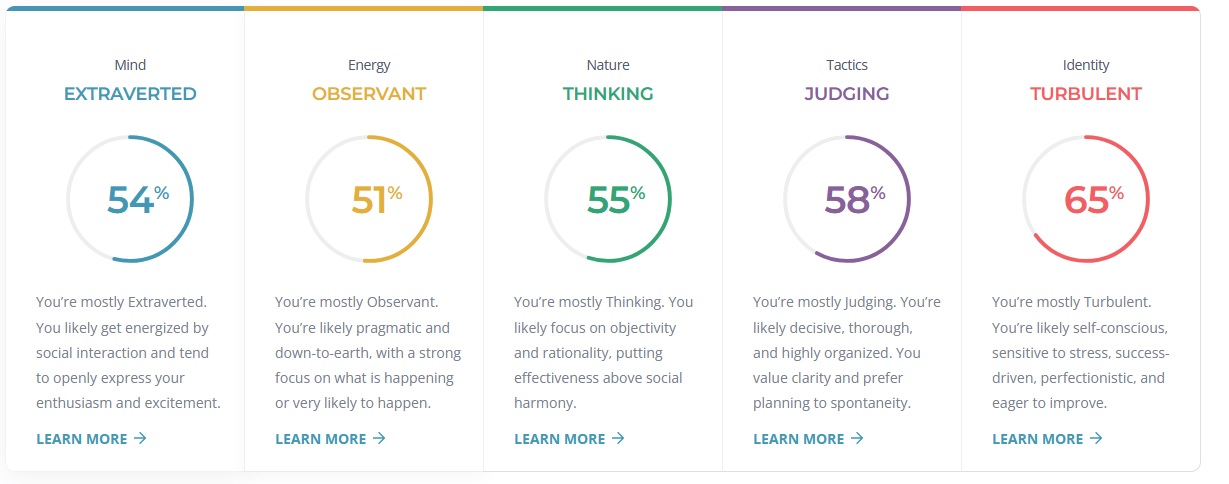 Mind
EXTRAVERTED
54%
You’re mostly Extraverted.
You likely get energized by
social interaction and tend
to openly express your
enthusiasm and excitement.
LEARN MORE →
Energy
OBSERVANT
51%
You’re mostly Observant.
You’re likely pragmatic and
down-to-earth, with a strong
focus on what is happening
or very likely to happen.
LEARN MORE →
Nature
THINKING
55%
You’re mostly Thinking. You
likely focus on objectivity
and rationality, putting
effectiveness above social
harmony.
LEARN MORE →
Tactics
JUDGING
58%
You’re mostly Judging. You’re
likely decisive, thorough,
and highly organized. You
value clarity and prefer
planning to spontaneity.
LEARN MORE →
Identity
TURBULENT
65%
You’re mostly Turbulent.
You’re likely self-conscious,
sensitive to stress, success-
driven, perfectionistic, and
eager to improve.
LEARN MORE →